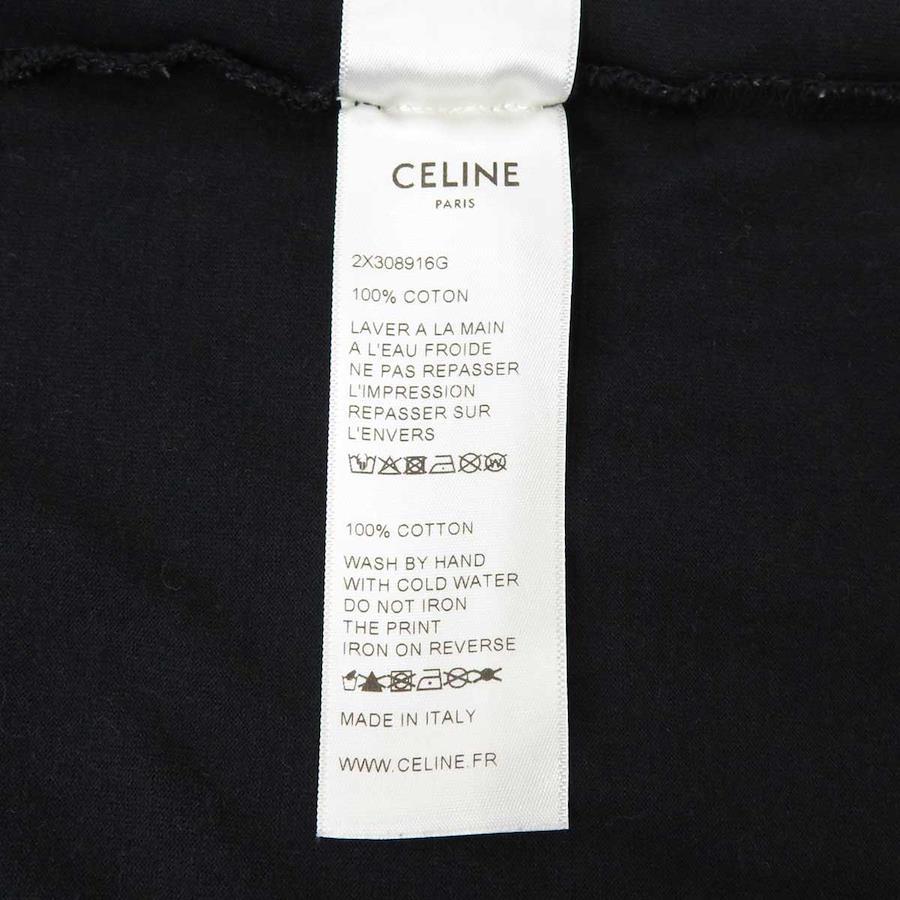 CELINE
PARIS
2X308916G
100% COTON
LAVER A LA MAIN
A L'EAU FROIDE
NE PAS REPASSER
L'IMPRESSION
REPASSER SUR
L'ENVERS
100% COTTON
WASH BY HAND
WITH COLD WATER
DO NOT IRON
THE PRINT
IRON ON REVERSE
MADE IN ITALY
WWW.CELINE.FR